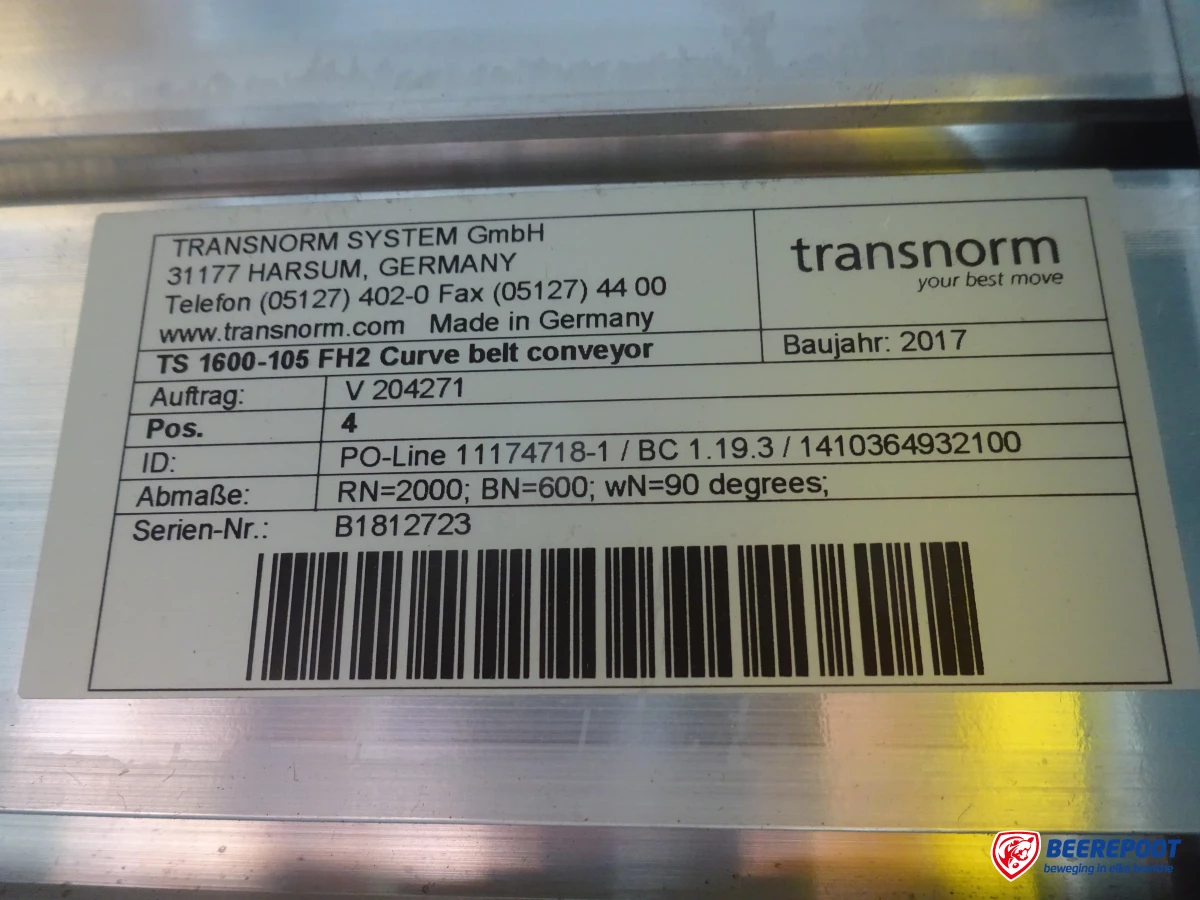 TRANSNORM SYSTEM GmbH
31177 HARSUM, GERMANY
Telefon (05127) 402-0 Fax (05127) 44 00
www.transnorm.com Made in Germany
transnorm
your best move
TS 1600-105 FH2 Curve belt conveyor
Baujahr: 2017
Auftrag: V 204271
Pos. 4
ID: PO-Line 11174718-1 / BC 1.19.3 / 1410364932100
Abmaße: RN=2000; BN=600; wN=90 degrees;
Serien-Nr.: B1812723
BEEREPOOT
beweging in elke branche